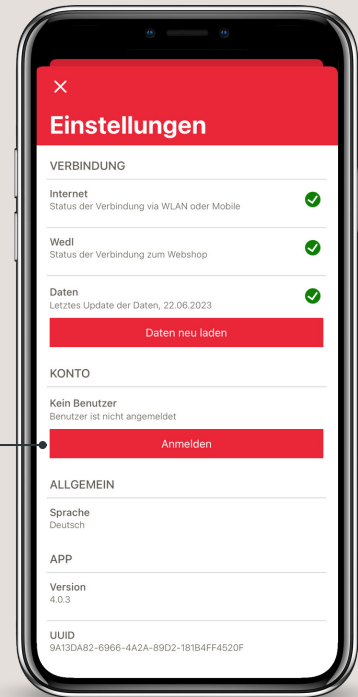 Einstellungen
VERBINDUNG
Internet
Status der Verbindung via WLAN oder Mobile
Wedl
Status der Verbindung zum Webshop
Daten
Letztes Update der Daten, 22.06.2023
Daten neu laden
KONTO
Kein Benutzer
Benutzer ist nicht angemeldet
Anmelden
ALLGEMEIN
Sprache
Deutsch
APP
Version
4.0.3
UUID
9A13DA82-6966-4A2A-89D2-181B4FF4520F